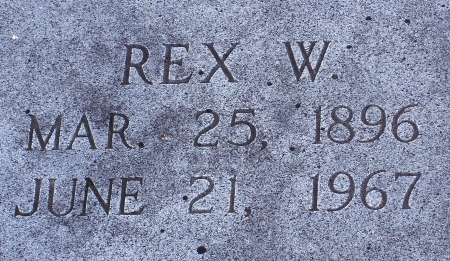 REX W.
MAR. 25, 1896
JUNE 21, 1967